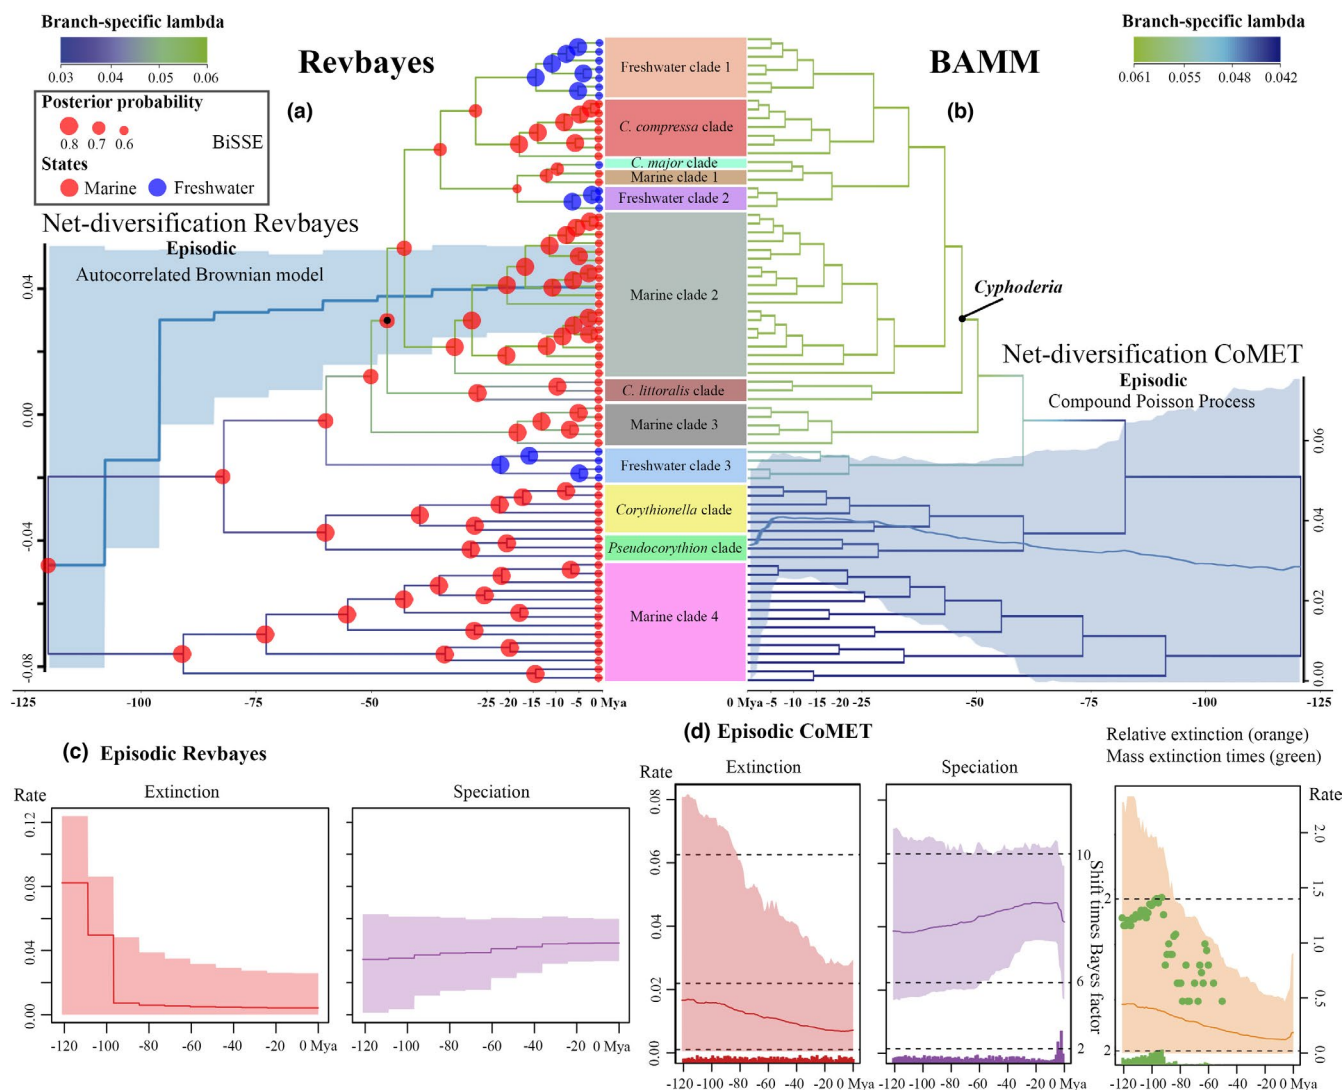 Branch-specific lambda
0.03 0.04 0.05 0.06
Revbayes
(a)
Posterior probability
0.8 0.7 0.6
BiSSE
States
Marine Freshwater
BAMM
(b)
Branch-specific lambda
0.061 0.055 0.048 0.042
Freshwater clade 1
C. compressa clade
C. major clade
Marine clade 1
Freshwater clade 2
Marine clade 2
C. littoralis clade
Marine clade 3
Freshwater clade 3
Corythionella clade
Pseudocorythion clade
Marine clade 4
Cyphoderia
Net-diversification Revbayes
Episodic
Autocorrelated Brownian model
0.04
0.00
-0.04
-0.08
-125 -100 -75 -50 -25 -20 -15 -10 -5 0 Mya
Net-diversification CoMET
Episodic
Compound Poisson Process
0.06
0.04
0.02
0.00
0 Mya -5 -10 -15 -20 -25 -50 -75 -100 -125
(c) Episodic Revbayes
Rate
Extinction
Speciation
0.12
0.08
0.04
0.00
-120 -100 -80 -60 -40 -20 0 Mya
-120 -100 -80 -60 -40 -20 0 Mya
(d) Episodic CoMET
Rate
Extinction
Speciation
0.08
0.06
0.04
0.02
0.00
10
6
2
Shift times Bayes factor
-120 -100 -80 -60 -40 -20 0 Mya
-120 -100 -80 -60 -40 -20 0 Mya
Relative extinction (orange)
Mass extinction times (green)
Rate
2.0
1.5
1.0
0.5
0.0
2
2
-120 -100 -80 -60 -40 -20 0 Mya